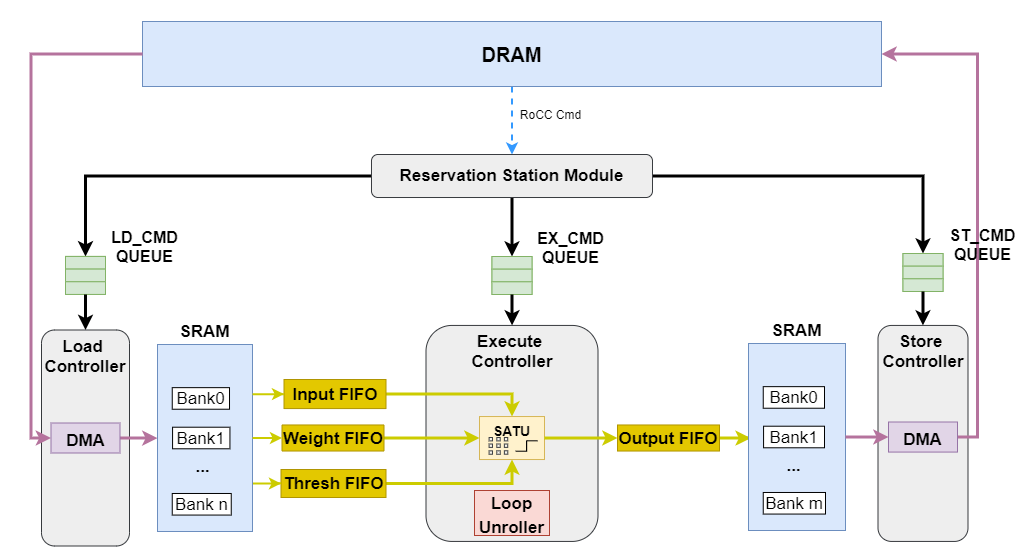 DRAM
RoCC Cmd
Reservation Station Module
LD_CMD
QUEUE
EX_CMD
QUEUE
ST_CMD
QUEUE
Load
Controller
DMA
SRAM
Bank0
Bank1
...
Bank n
Input FIFO
Weight FIFO
Thresh FIFO
Execute
Controller
SATU
Loop
Unroller
Output FIFO
SRAM
Bank0
Bank1
...
Bank m
Store
Controller
DMA